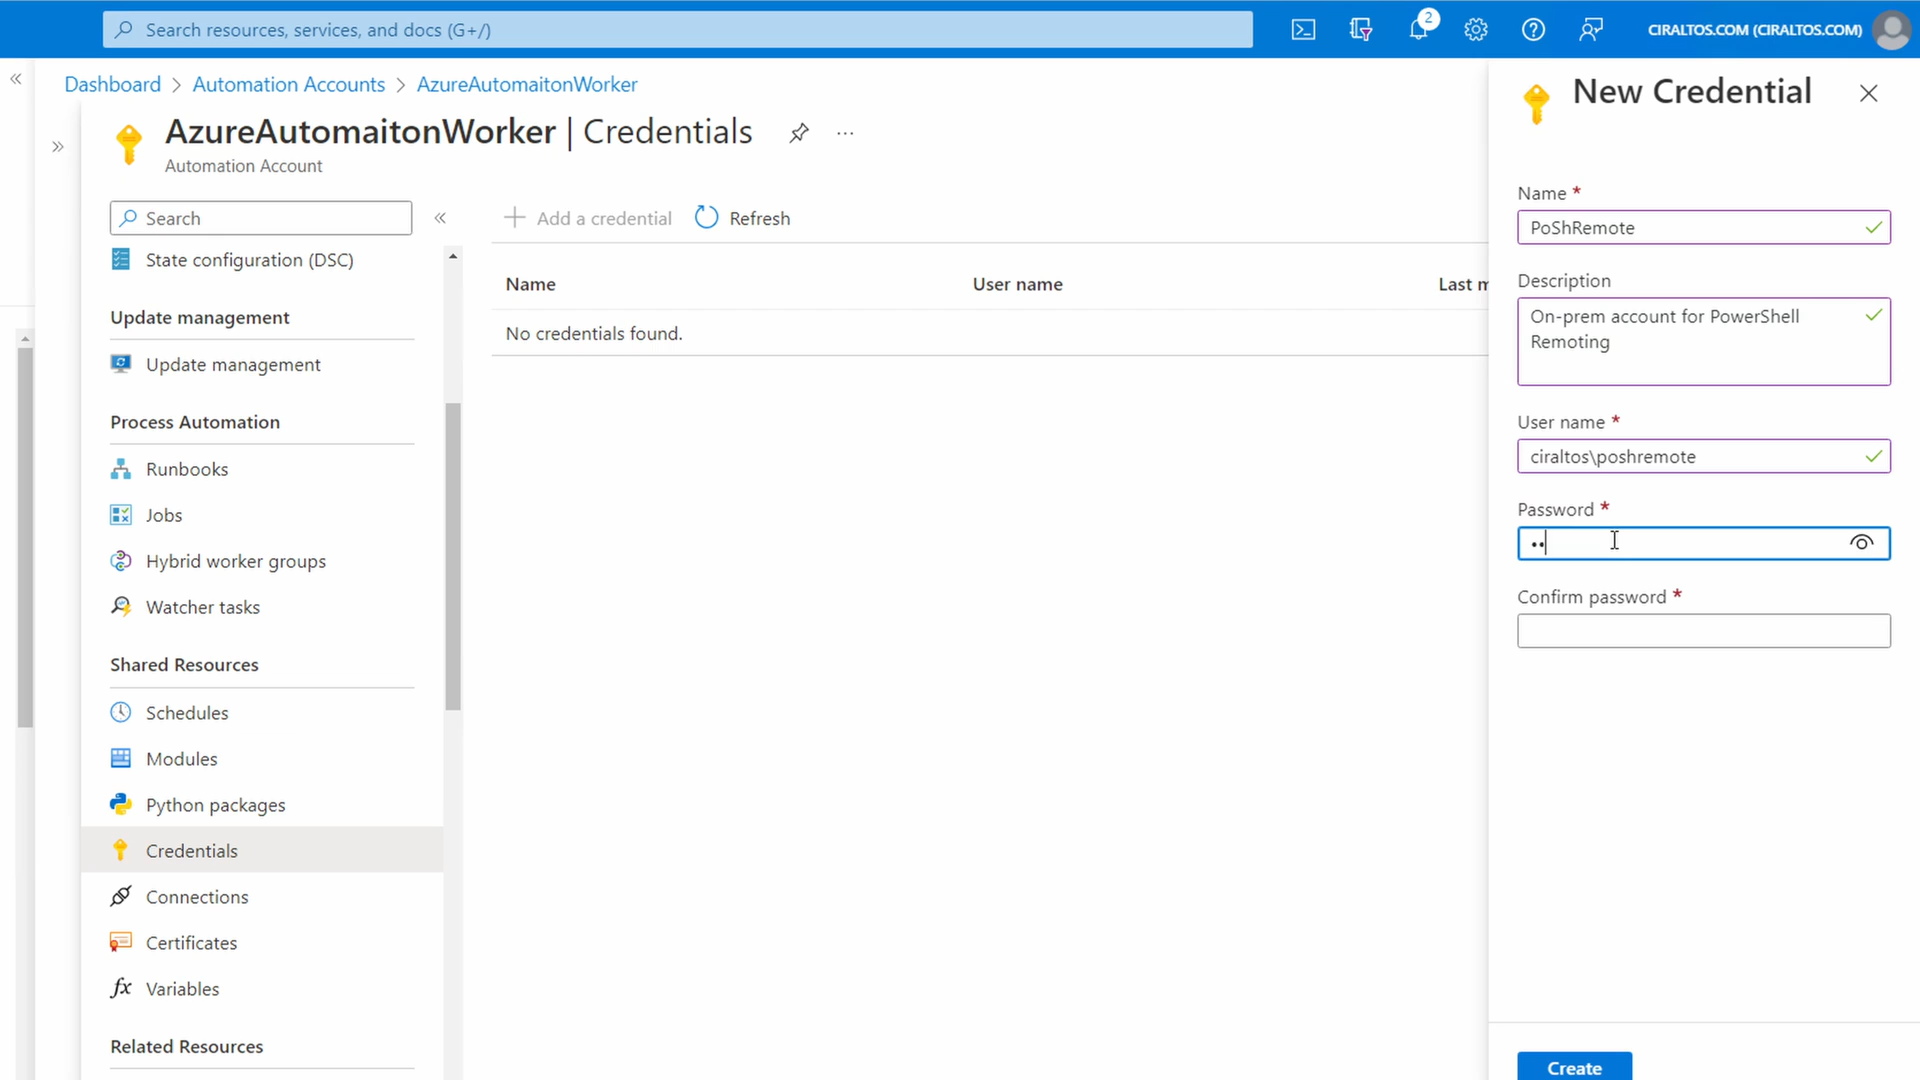 Search resources, services, and docs (G+/)
2
CIRALTOS.COM (CIRALTOS.COM)
Dashboard > Automation Accounts > AzureAutomaitonWorker
AzureAutomaitonWorker | Credentials
Automation Account
Search
State configuration (DSC)
Update management
Update management
Process Automation
Runbooks
Jobs
Hybrid worker groups
Watcher tasks
Shared Resources
Schedules
Modules
Python packages
Credentials
Connections
Certificates
Variables
Related Resources
Add a credential
Refresh
Name User name Last m
No credentials found.
New Credential
Name *
PoShRemote
Description
On-prem account for PowerShell
Remoting
User name *
ciraltos\poshremote
Password *
••
Confirm password *
Create